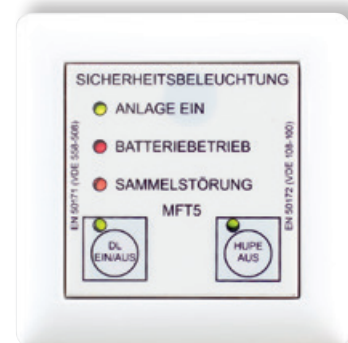 SICHERHEITSBELEUCHTUNG
ANLAGE EIN
BATTERIEBETRIEB
SAMMELSTÖRUNG
MFT5
EN 50171 (VDE 558-508)
EN 50172 (VDE 108-100)
DL
EIN/AUS
HUPE
AUS